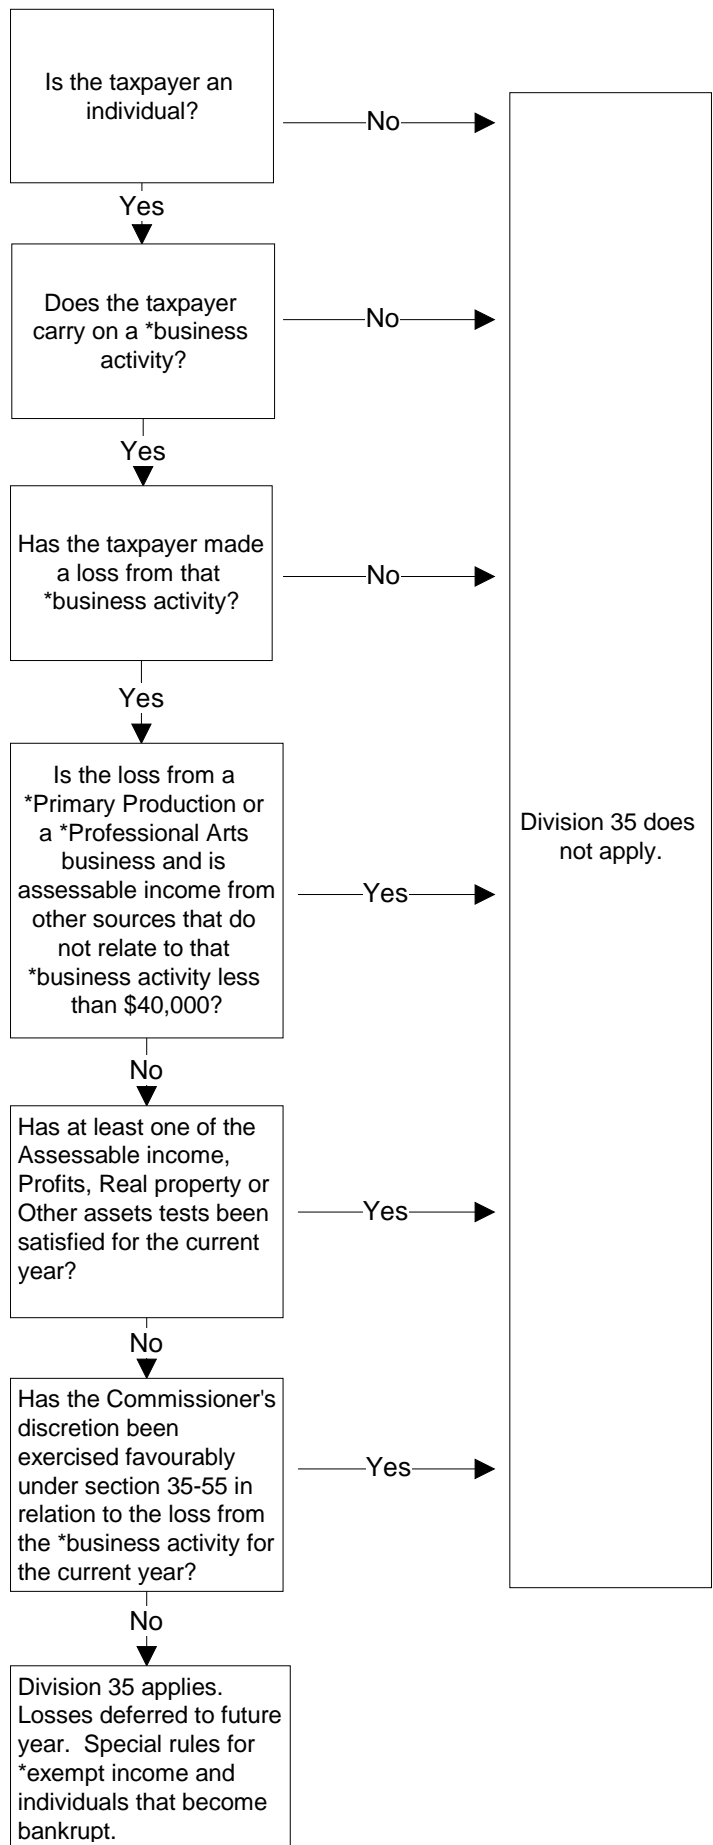 Is the taxpayer an
individual?
No
Yes
Does the taxpayer
carry on a *business
activity?
No
Yes
Has the taxpayer made
a loss from that
*business activity?
No
Yes
Is the loss from a
*Primary Production or
a *Professional Arts
business and is
assessable income from
other sources that do
not relate to that
*business activity less
than $40,000?
Yes
Division 35 does
not apply.
No
Has at least one of the
Assessable income,
Profits, Real property or
Other assets tests been
satisfied for the current
year?
Yes
No
Has the Commissioner's
discretion been
exercised favourably
under section 35-55 in
relation to the loss from
the *business activity for
the current year?
Yes
No
Division 35 applies.
Losses deferred to future
year.  Special rules for
*exempt income and
individuals that become
bankrupt.